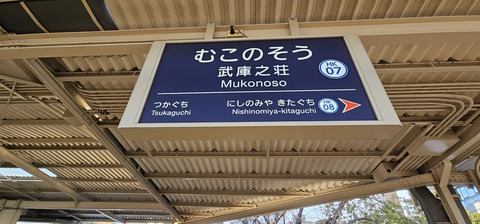 むこのそう
武庫之荘
Mukonoso
HK
07
つかぐち
Tsukaguchi
にしのみや きたぐち
Nishinomiya-kitaguchi
HK
08